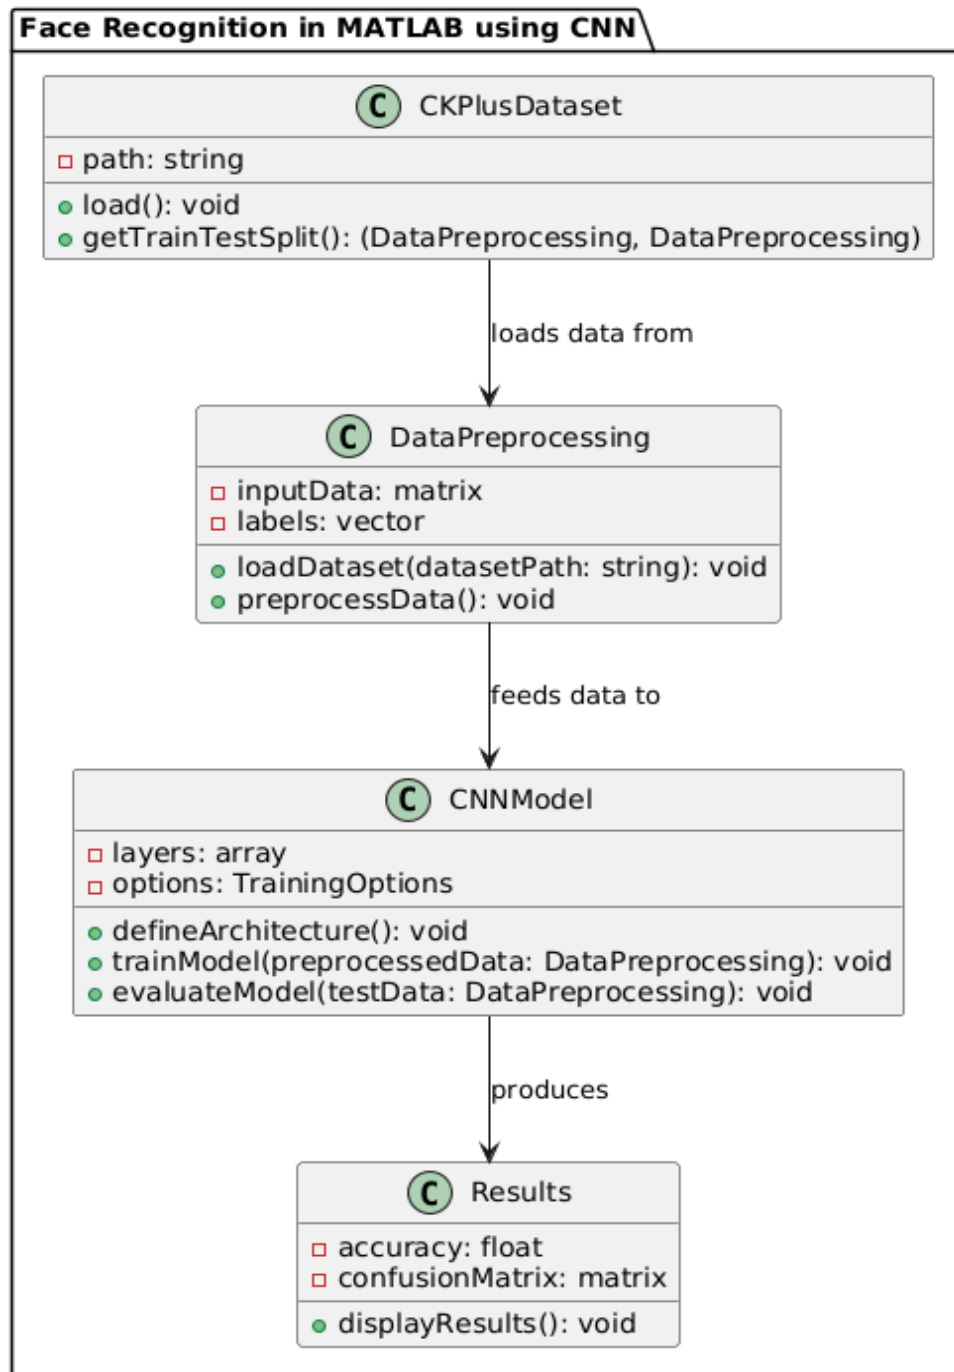 Face Recognition in MATLAB using CNN
C CKPlusDataset
path: string
load(): void
getTrainTestSplit(): (DataPreprocessing, DataPreprocessing)
loads data from
C DataPreprocessing
inputData: matrix
labels: vector
loadDataset(datasetPath: string): void
preprocessData(): void
feeds data to
C CNNModel
layers: array
options: TrainingOptions
defineArchitecture(): void
trainModel(preprocessedData: DataPreprocessing): void
evaluateModel(testData: DataPreprocessing): void
produces
C Results
accuracy: float
confusionMatrix: matrix
displayResults(): void